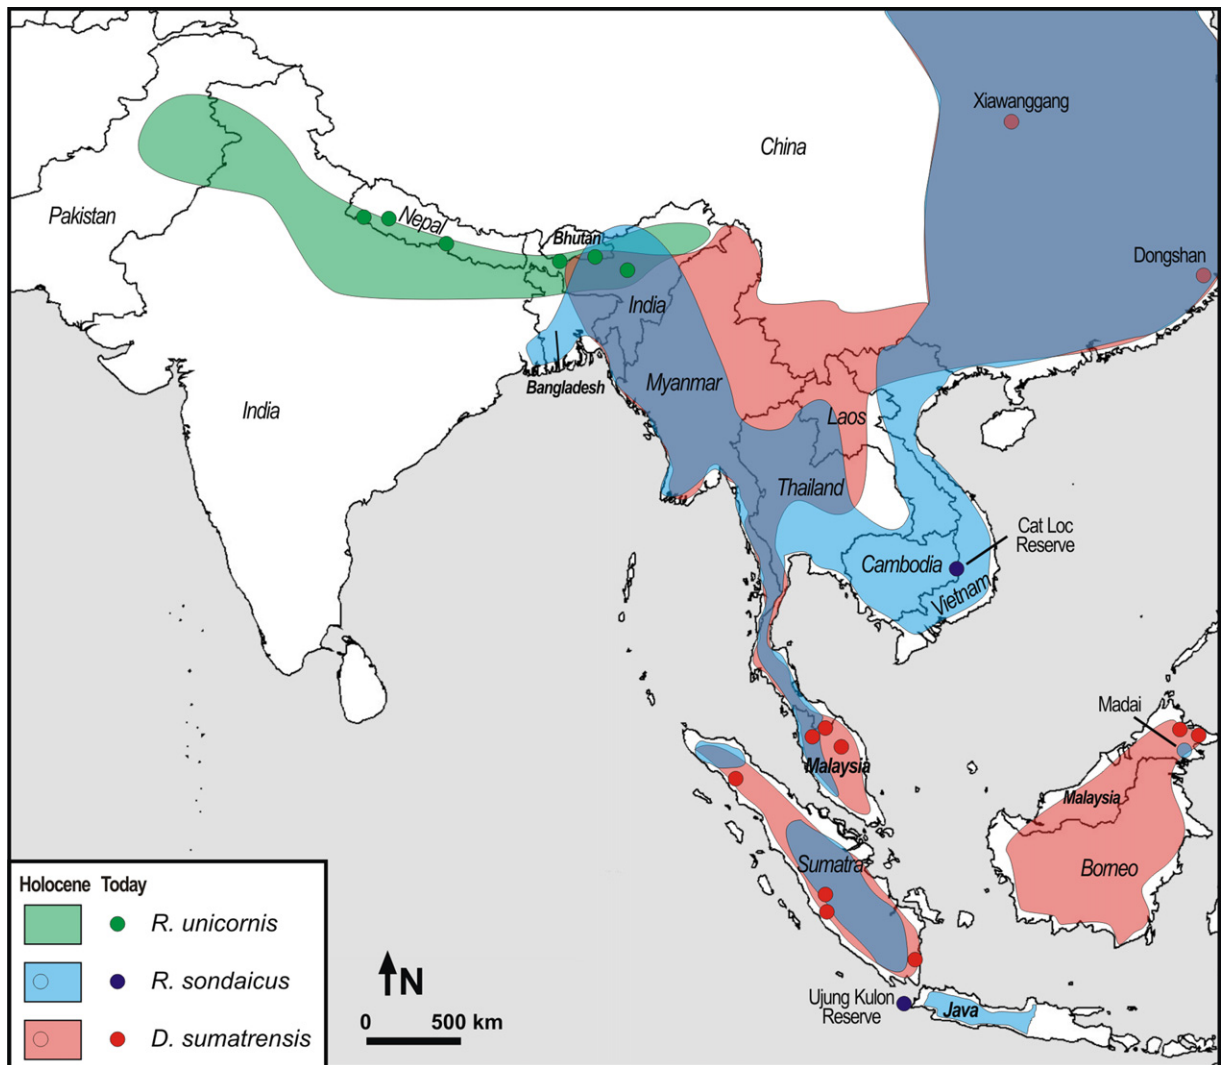 Xiawanggang
China
Pakistan
Nepal
Bhutan
Dongshan
India
Bangladesh
Myanmar
India
Laos
Thailand
Cat Loc
Reserve
Cambodia
Vietnam
Madai
Malaysia
Malaysia
Sumatra
Borneo
Holocene Today
R. unicornis
R. sondaicus
D. sumatrensis
N
0 500 km
Ujung Kulon
Reserve
Java